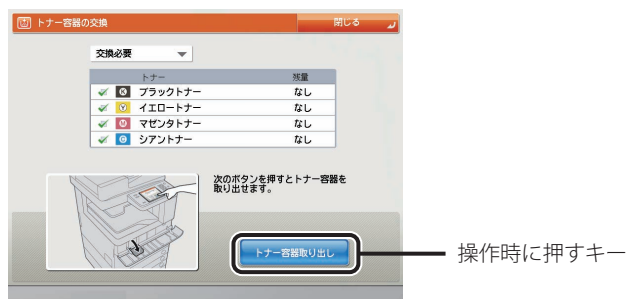 トナー容器の交換
閉じる
交換必要
トナー 残量
K ブラックトナー なし
Y イエロートナー なし
M マゼンタトナー なし
C シアントナー なし
次のボタンを押すとトナー容器を
取り出せます。
トナー容器取り出し
操作時に押すキー